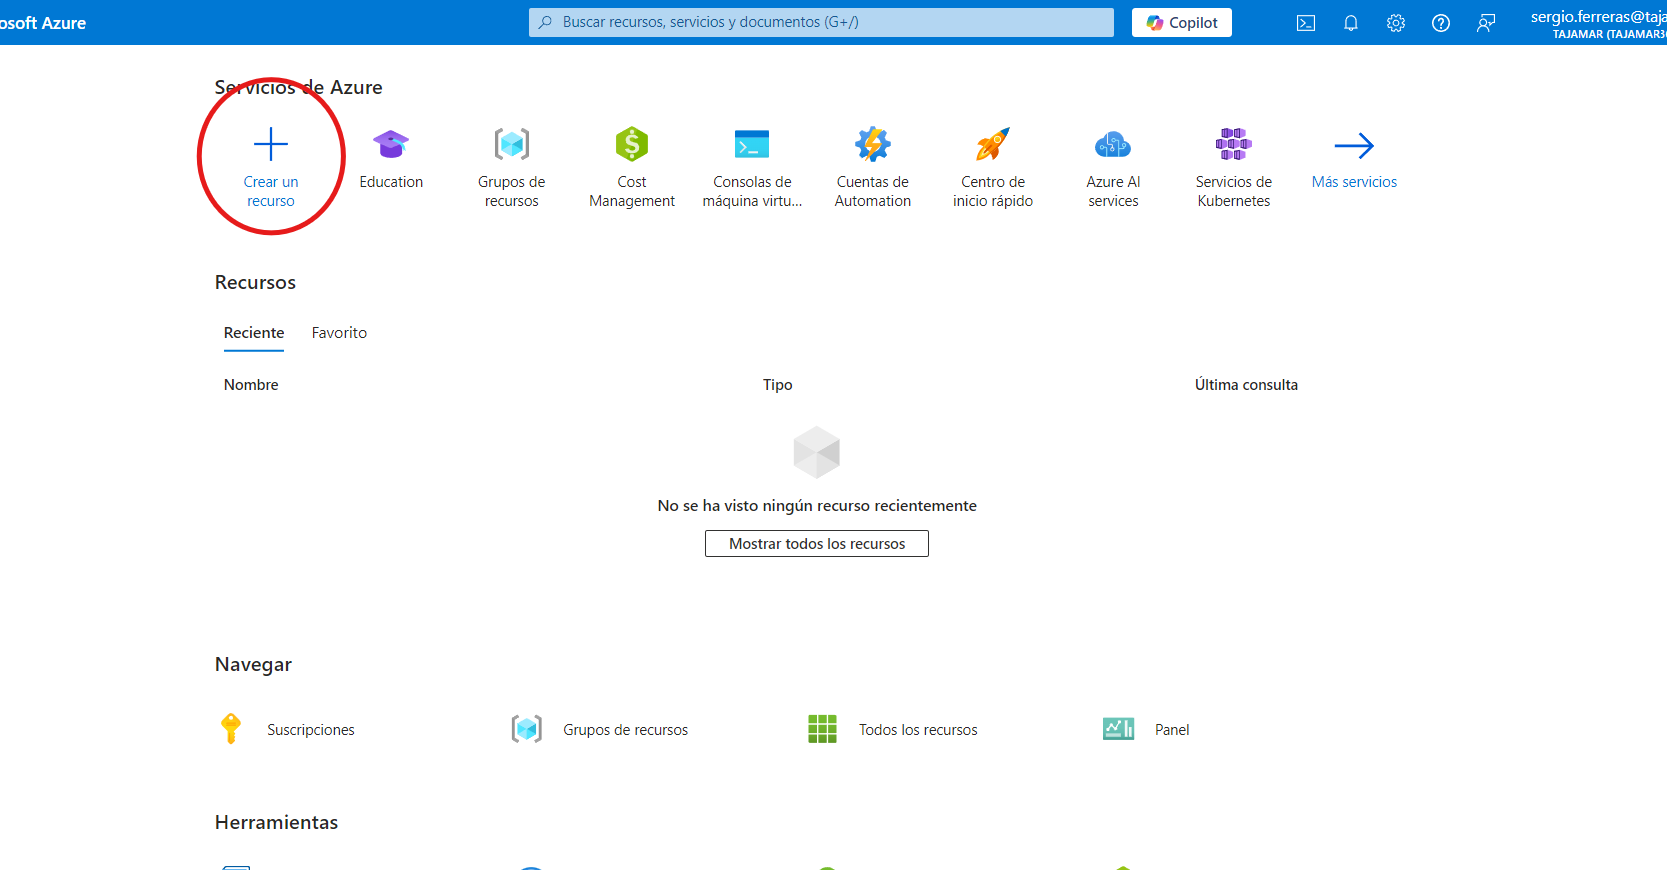 osoft Azure
Buscar recursos, servicios y documentos (G+/)
Copilot
sergio.ferreras@taja
TAJAMAR (TAJAMAR36
Servicios de Azure
Crear un
recurso
Education
Grupos de
recursos
Cost
Management
Consolas de
máquina virtu...
Cuentas de
Automation
Centro de
inicio rápido
Azure AI
services
Servicios de
Kubernetes
Más servicios
Recursos
Reciente
Favorito
Nombre
Tipo
Última consulta
No se ha visto ningún recurso recientemente
Mostrar todos los recursos
Navegar
Suscripciones
Grupos de recursos
Todos los recursos
Panel
Herramientas